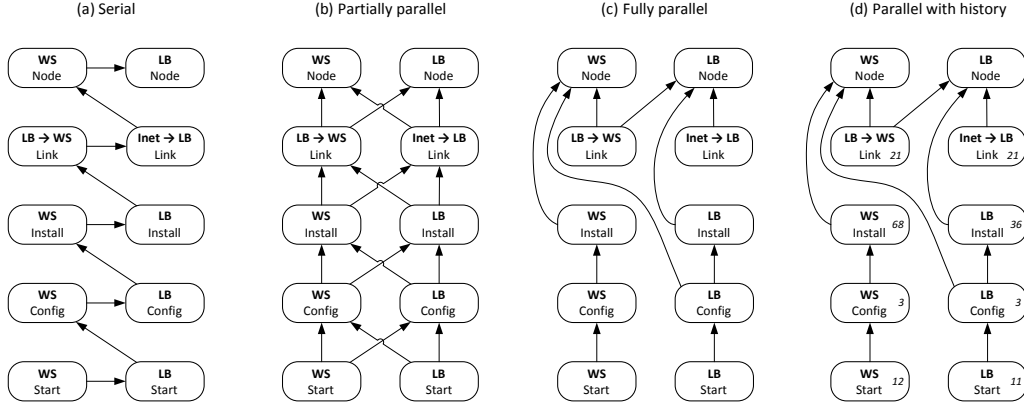 (a) Serial
WS
Node
LB
Node
LB → WS
Link
Inet → LB
Link
WS
Install
LB
Install
WS
Config
LB
Config
WS
Start
LB
Start
(b) Partially parallel
WS
Node
LB
Node
LB → WS
Link
Inet → LB
Link
WS
Install
LB
Install
WS
Config
LB
Config
WS
Start
LB
Start
(c) Fully parallel
WS
Node
LB
Node
LB → WS
Link
Inet → LB
Link
WS
Install
LB
Install
WS
Config
LB
Config
WS
Start
LB
Start
(d) Parallel with history
WS
Node
LB
Node
LB → WS
Link 21
Inet → LB
Link 21
WS
Install 68
LB
Install 36
WS
Config 3
LB
Config 3
WS
Start 12
LB
Start 11